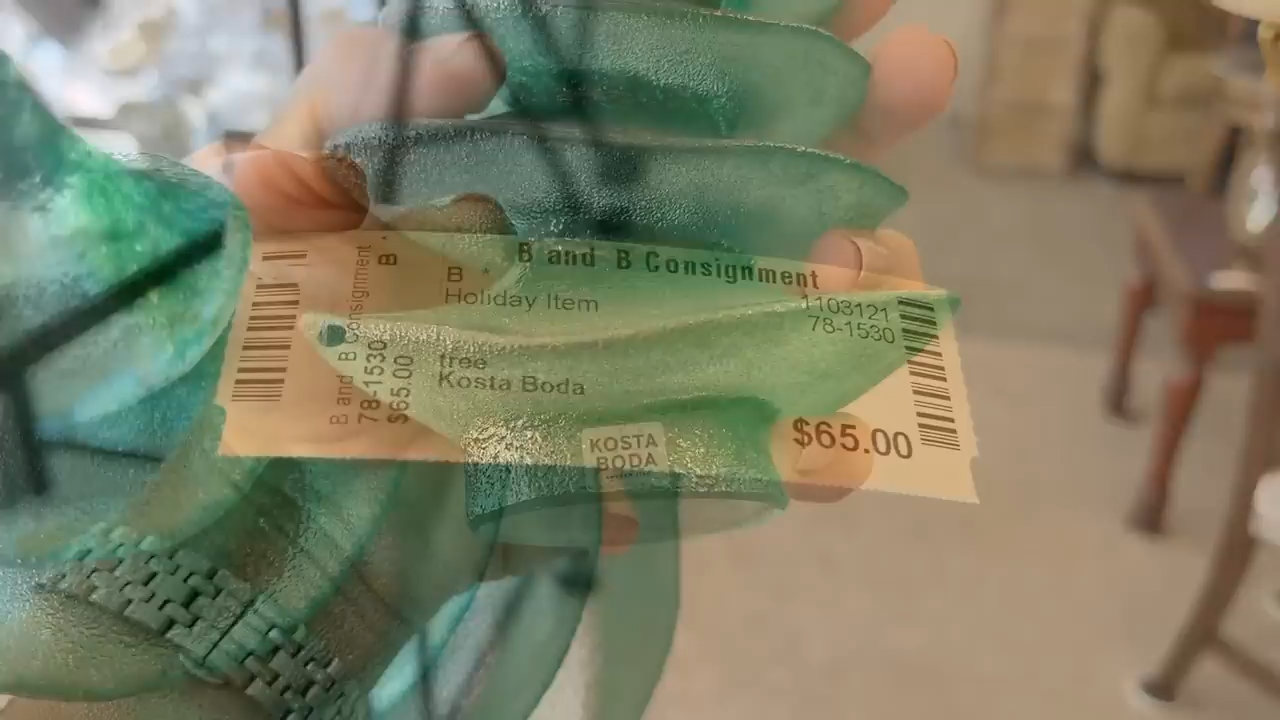 B and B Consignment
B *
Holiday Item
1103121
78-1530
tree
Kosta Boda
$65.00
B and B Consignment
B *
78-1530
$65.00
KOSTA
BODA